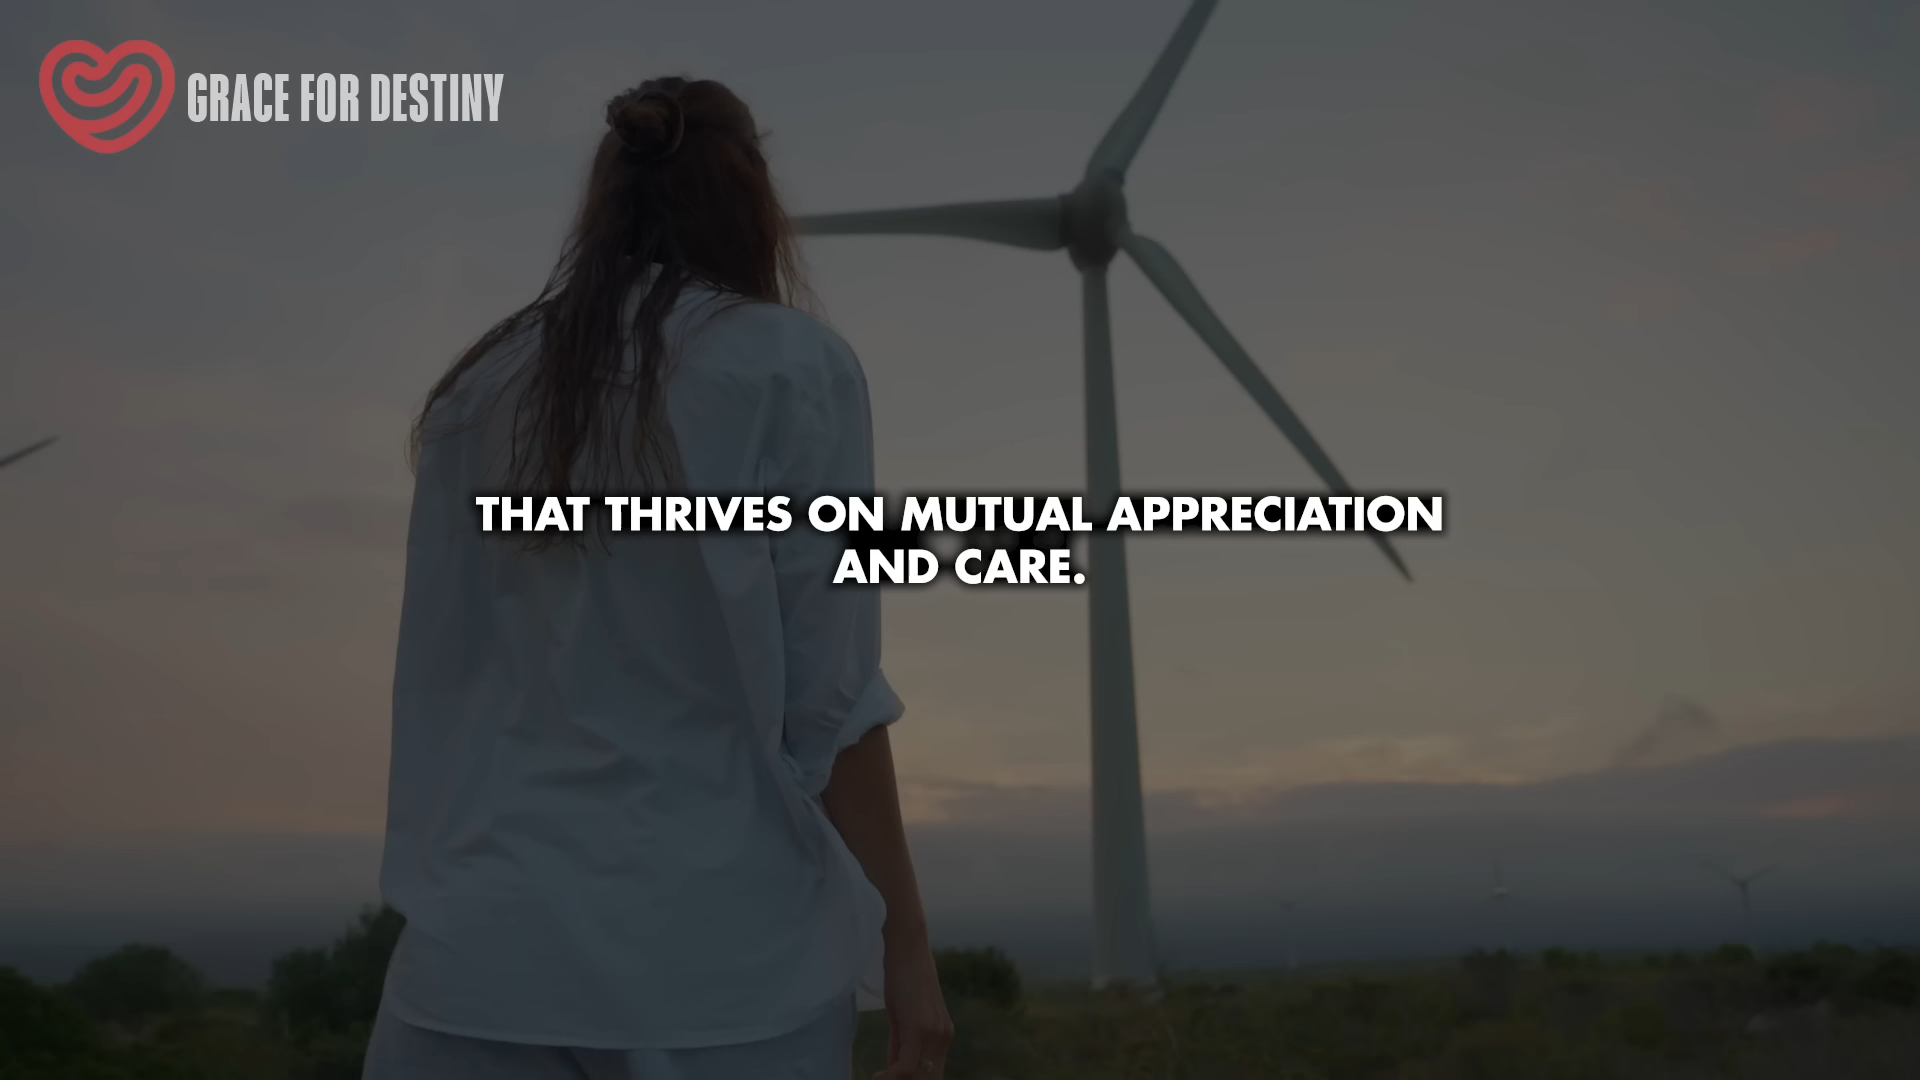 GRACE FOR DESTINY
THAT THRIVES ON MUTUAL APPRECIATION
AND CARE.